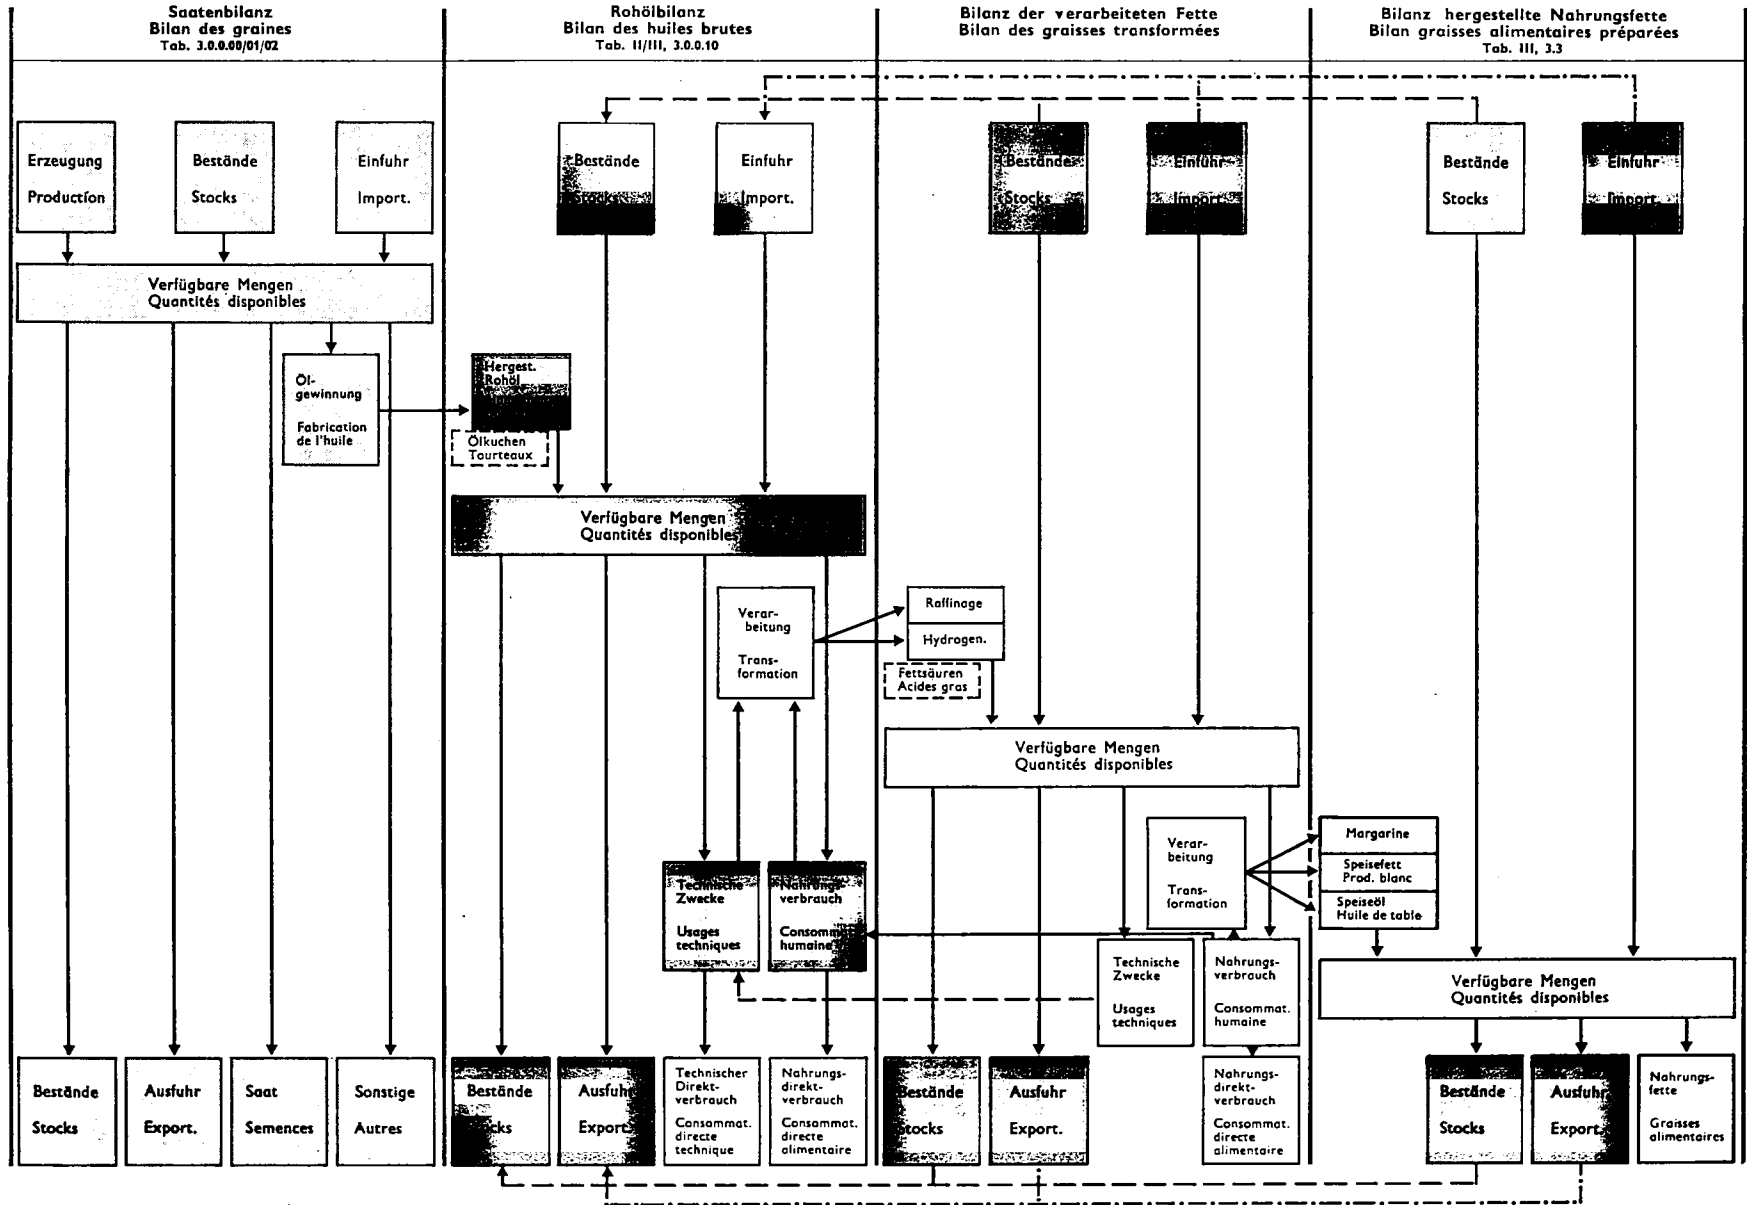 Saatenbilanz
Bilan des graines
Tab. 3.0.0.00/01/02
Rohölbilanz
Bilan des huiles brutes
Tab. II/III, 3.0.0.10
Bilanz der verarbeiteten Fette
Bilan des graisses transformées
Bilanz hergestellte Nahrungsfette
Bilan graisses alimentaires préparées
Tab. III, 3.3
Erzeugung
Production
Bestände
Stocks
Einfuhr
Import.
Bestände
Stocks
Einfuhr
Import.
Bestände
Stocks
Einfuhr
Import
Bestände
Stocks
Einfuhr
Import
Verfügbare Mengen
Quantités disponibles
Öl-
gewinnung
Fabrication
de l'huile
Hergest.
Rohöl
Ölkuchen
Tourteaux
Verfügbare Mengen
Quantités disponibles
Verar-
beitung
Trans-
formation
Raffinage
Hydrogen.
Fettsäuren
Acides gras
Verfügbare Mengen
Quantités disponibles
Verar-
beitung
Trans-
formation
Margarine
Speisefett
Prod. blanc
Speiseöl
Huile de table
Technische
Zwecke
Usages
techniques
Nahrungs-
verbrauch
Consommat.
humaine
Technische
Zwecke
Usages
techniques
Nahrungs-
verbrauch
Consommat.
humaine
Verfügbare Mengen
Quantités disponibles
Bestände
Stocks
Ausfuhr
Export.
Saat
Semences
Sonstige
Autres
Bestände
Stocks
Ausfuhr
Export.
Technischer
Direkt-
verbrauch
Consommat.
directe
technique
Nahrungs-
direkt-
verbrauch
Consommat.
directe
alimentaire
Bestände
Stocks
Ausfuhr
Export.
Nahrungs-
direkt-
verbrauch
Consommat.
directe
alimentaire
Bestände
Stocks
Ausfuhr
Export.
Nahrungs-
fette
Graisses
alimentaires